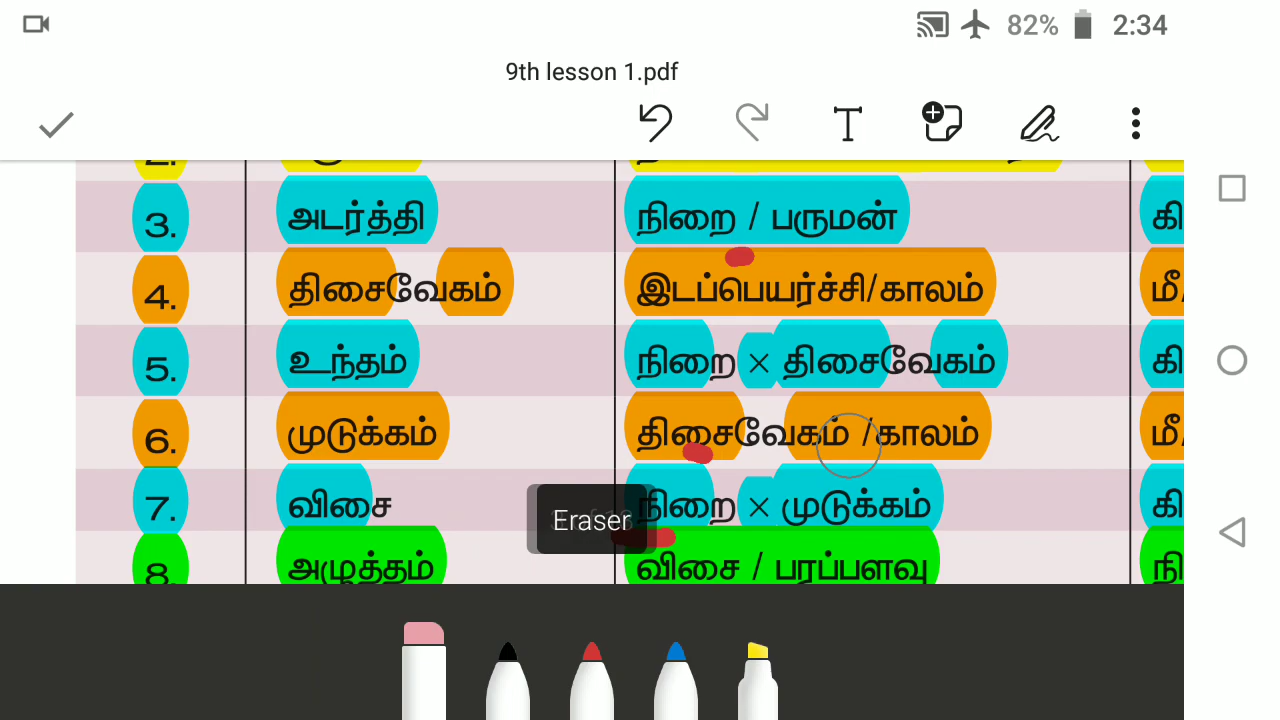 82% 2:34
9th lesson 1.pdf
2.
3. அடர்த்தி நிறை / பருமன் கி
4. திசைவேகம் இடப்பெயர்ச்சி/காலம் மீ/
5. உந்தம் நிறை × திசைவேகம் கி
6. முடுக்கம் திசைவேகம் /காலம் மீ/
7. விசை நிறை × முடுக்கம் கி
Eraser
8. அழுத்தம் விசை / பரப்பளவு நி